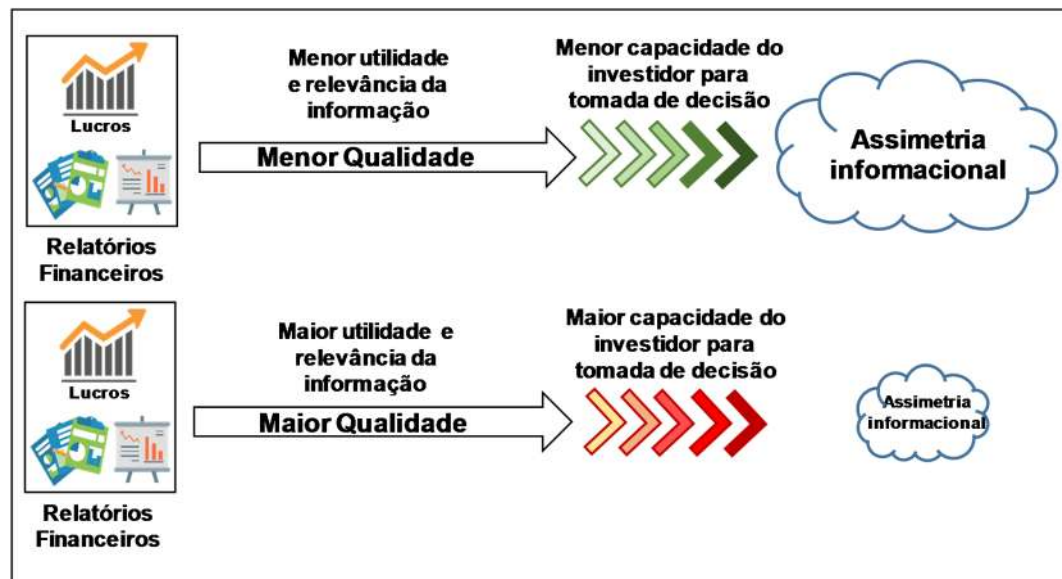 Lucros
Relatórios
Financeiros
Menor utilidade
e relevância da
informação
Menor Qualidade
Menor capacidade do
investidor para
tomada de decisão
Assimetria
informacional
Lucros
Relatórios
Financeiros
Maior utilidade e
relevância da
informação
Maior Qualidade
Maior capacidade do
investidor para
tomada de decisão
Assimetria
informacional